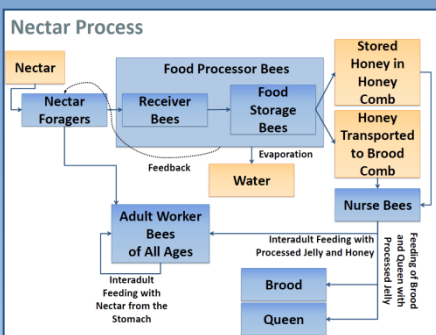 Nectar Process
Nectar
Food Processor Bees
Stored
Honey in
Honey
Comb
Nectar
Foragers
Receiver
Bees
Food
Storage
Bees
Honey
Transported
to Brood
Comb
Feedback
Evaporation
Water
Nurse Bees
Adult Worker
Bees
of All Ages
Interadult Feeding with
Processed Jelly and Honey
Feeding of Brood
and Queen with
Processed Jelly
Interadult
Feeding with
Nectar from the
Stomach
Brood
Queen